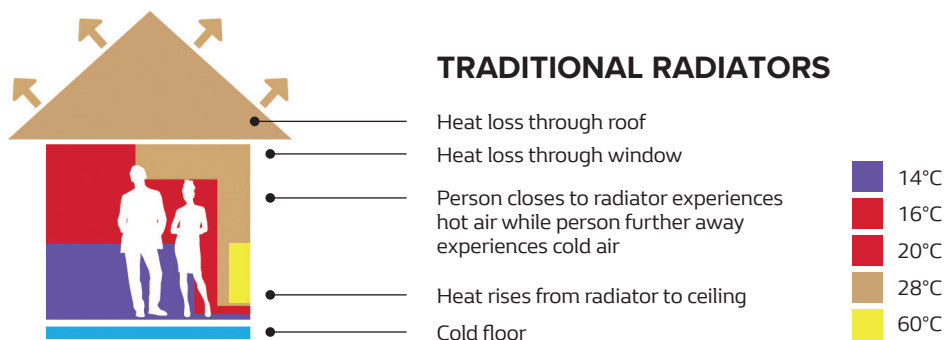 TRADITIONAL RADIATORS
Heat loss through roof
Heat loss through window
Person closes to radiator experiences
hot air while person further away
experiences cold air
Heat rises from radiator to ceiling
Cold floor
14°C
16°C
20°C
28°C
60°C